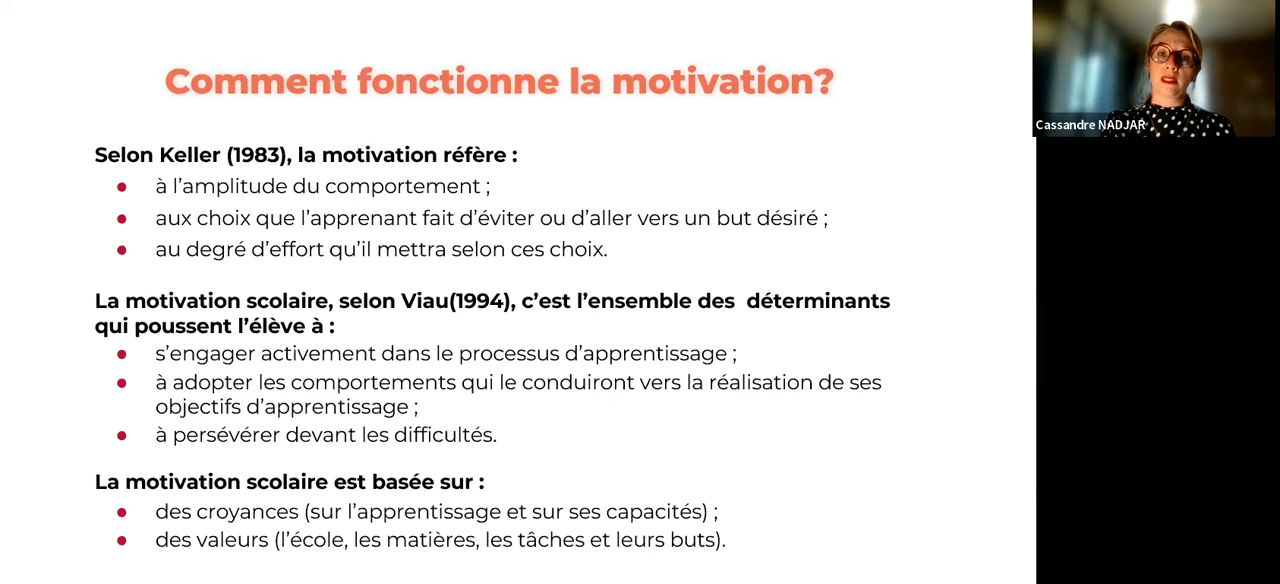 Comment fonctionne la motivation?
Selon Keller (1983), la motivation réfère :
● à l’amplitude du comportement ;
● aux choix que l’apprenant fait d’éviter ou d’aller vers un but désiré ;
● au degré d’effort qu’il mettra selon ces choix.
La motivation scolaire, selon Viau(1994), c’est l’ensemble des déterminants
qui poussent l’élève à :
● s’engager activement dans le processus d’apprentissage ;
● à adopter les comportements qui le conduiront vers la réalisation de ses
objectifs d’apprentissage ;
● à persévérer devant les difficultés.
La motivation scolaire est basée sur :
● des croyances (sur l’apprentissage et sur ses capacités) ;
● des valeurs (l’école, les matières, les tâches et leurs buts).
Cassandre NADJAR